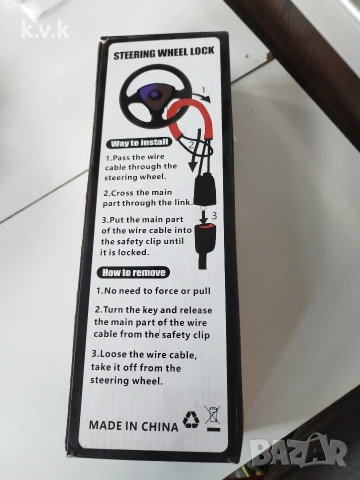 k.v.k
STEERING WHEEL LOCK
1
Way to install
2
1.Pass the wire
cable through the
steering wheel.
2.Cross the main
part through the link.
3.Put the main part
of the wire cable into
the safety clip until
it is locked.
3
How to remove
1.No need to force or pull
2.Turn the key and release
the main part of the wire
cable from the safety clip
3.Loose the wire cable,
take it off from the
steering wheel.
MADE IN CHINA
BAZAR